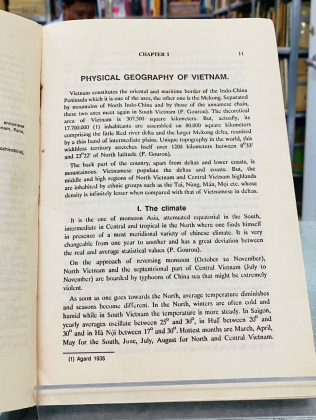 CHAPTER I
11
PHYSICAL GEOGRAPHY OF VIETNAM.
Vietnam constitutes the oriental and maritime border of the Indo-China
Peninsula which it is one of the axes, the other one is the Mekong. Separated
by mountains of North Indo-China and by those of the annamese chain,
these two ones meet again in South Vietnam (P. Gourou). The theoretical
area of Vietnam is 307,500 square kilometers. But, actually, its
17,700,000 (1) inhabitants are assembled on 80,000 square kilometers
comprising the little Red river delta and the larger Mekong delta, reunited
by a thin band of intermediate plain. Unique topography in the world, this
widthless territory stretches itself over 1200 kilometers between 8°33'
and 23°22' of North latitude (P. Gourou).
The back part of the country, apart from deltas and lower coasts, is
mountainous. Vietnamese populate the deltas and coasts. But, the
middle and high regions of North Vietnam and Central Vietnam highlands
are inhabited by ethnic groups such as the Tai, Nùng, Mán, Moi etc. whose
density is infinitely lesser when compared with that of Vietnamese in deltas.
I. The climate
It is the one of monsoon Asia, attenuated equatorial in the South,
intermediate in Central and tropical in the North where one finds himself
in presence of a most meridional variety of chinese climate. It is very
changeable from one year to another and has a great deviation between
the real and average statistical values (P. Gourou).
On the approach of reversing monsoon (October to November),
North Vietnam and the septentrional part of Central Vietnam (July to
November) are boarded by typhoons of China sea that might be extremely
violent.
As soon as one goes towards the North, average temperature diminishes
and seasons become different. In the North, winters are often cold and
humid while in South Vietnam the temperature is more steady. In Saigon,
yearly averages oscillate between 25° and 30°, in Huế between 20° and
30° and in Hà Nội between 17° and 30°. Hottest months are March, April,
May for the South, June, July, August for North and Central Vietnam.
(1) Agard 1935